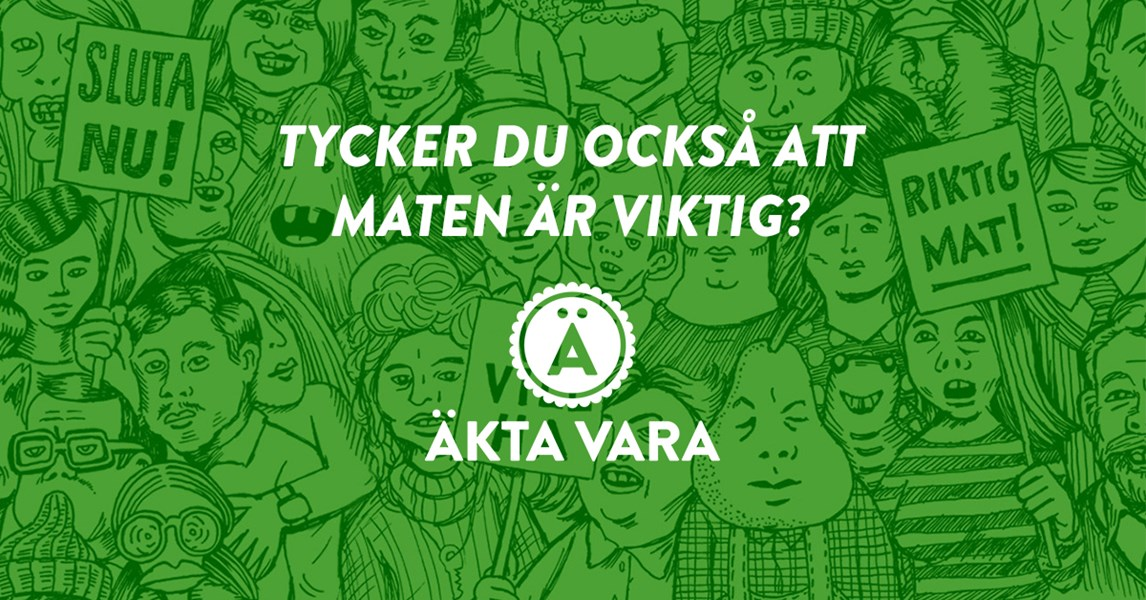 SLUTA
NU!
TYCKER DU OCKSÅ ATT
MATEN ÄR VIKTIG?
RIKTIG
MAT!
Ä
ÄKTA VARA